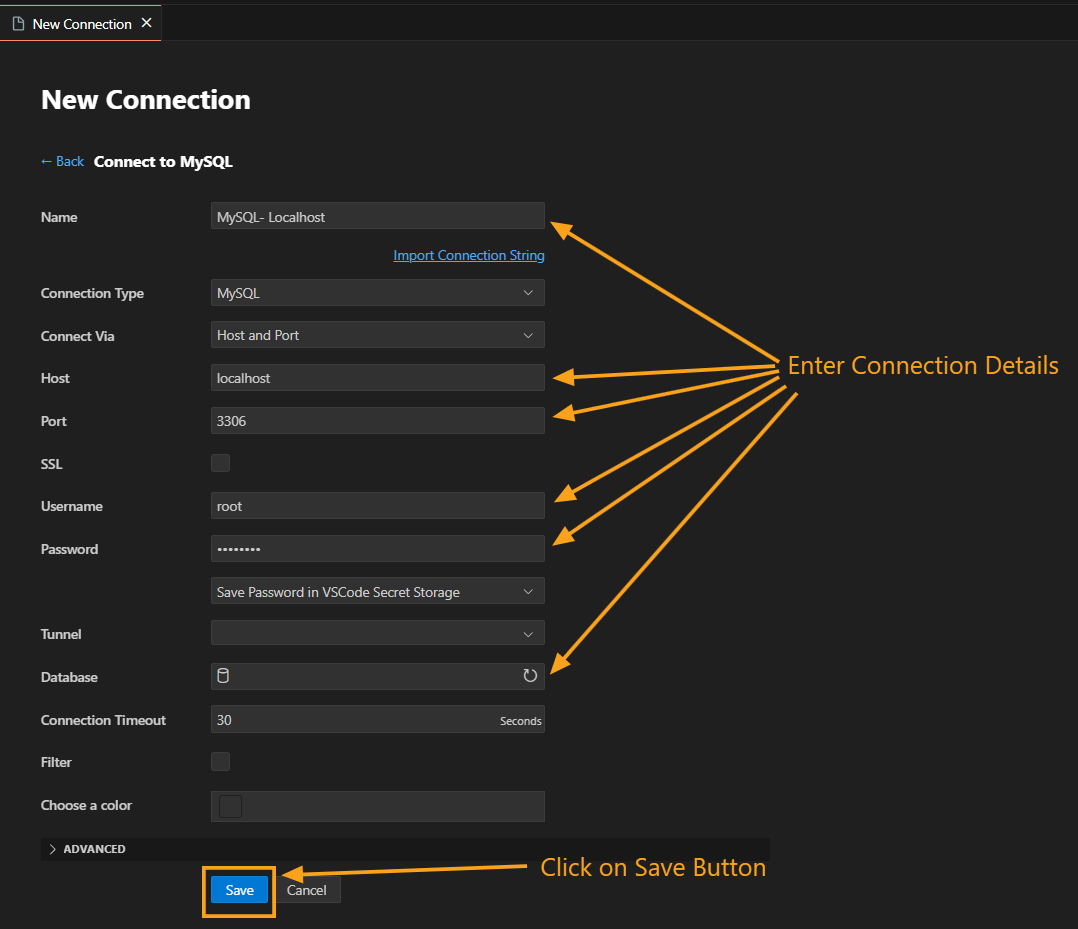 New Connection
New Connection
← Back Connect to MySQL
Name MySQL- Localhost
Import Connection String
Connection Type MySQL
Connect Via Host and Port
Enter Connection Details
Host localhost
Port 3306
SSL
Username root
Password ••••••••
Save Password in VSCode Secret Storage
Tunnel
Database
Connection Timeout 30 Seconds
Filter
Choose a color
ADVANCED
Click on Save Button
Save Cancel